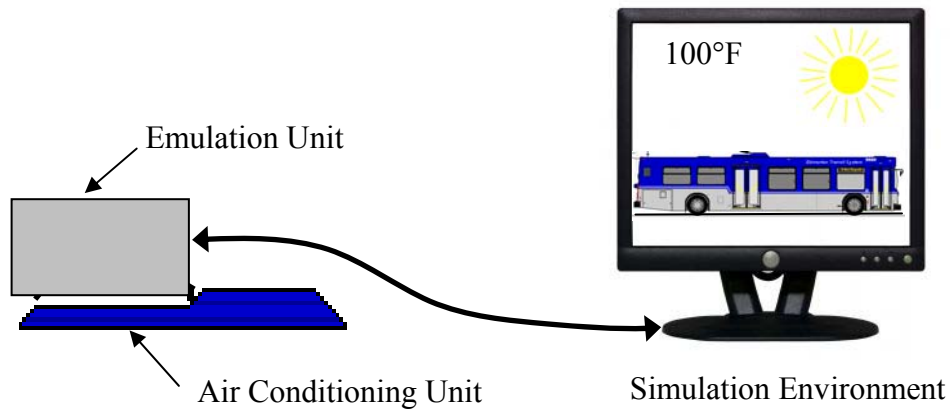 100°F
Emulation Unit
Air Conditioning Unit
Simulation Environment